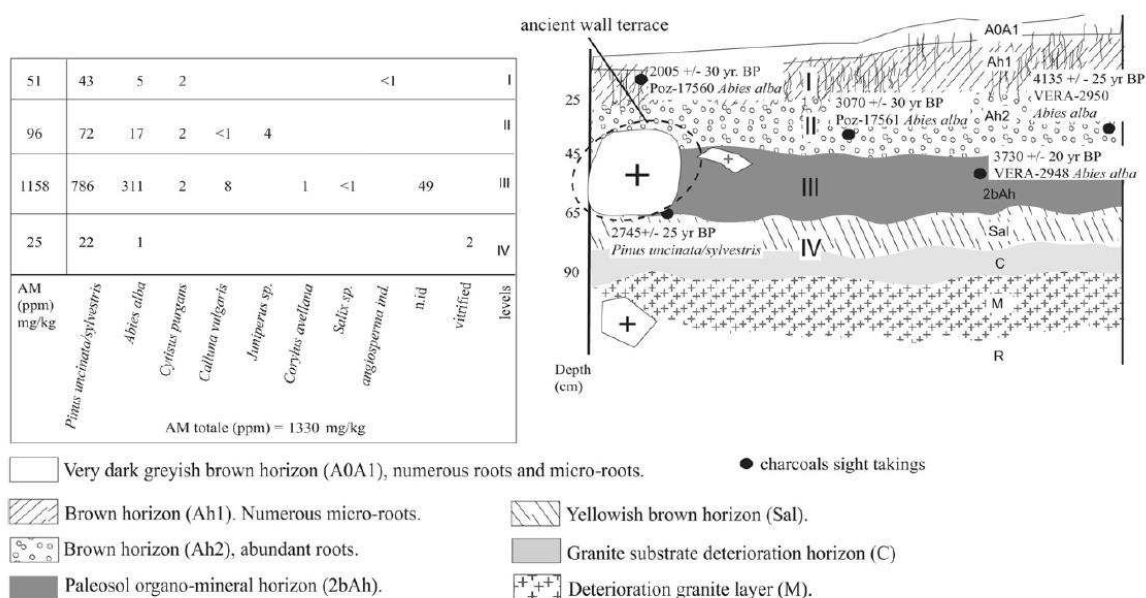 51 43 5 2 <1 I
96 72 17 2 <1 4 II
1158 786 311 2 8 1 <1 49 III
25 22 1 2 IV
AM
(ppm)
mg/kg
Pinus uncinata/sylvestris
Abies alba
Cytisus purgans
Calluna vulgaris
Juniperus sp.
Corylus avellana
Salix sp.
angiosperma ind.
n.id
vitrified
levels
AM totale (ppm) = 1330 mg/kg
ancient wall terrace
A0A1
Ah1
2005 +/- 30 yr. BP
Poz-17560 Abies alba
I
4135 +/- 25 yr BP
VERA-2950
Abies alba
25
3070 +/- 30 yr BP
Poz-17561 Abies alba
II
Ah2
45
3730 +/- 20 yr BP
VERA-2948 Abies alba
III
2bAh
65
2745+/- 25 yr BP
Pinus uncinata/sylvestris
Sal
IV
C
90
M
R
Depth
(cm)
Very dark greyish brown horizon (A0A1), numerous roots and micro-roots.
charcoals sight takings
Brown horizon (Ah1). Numerous micro-roots.
Yellowish brown horizon (Sal).
Brown horizon (Ah2), abundant roots.
Granite substrate deterioration horizon (C)
Paleosol organo-mineral horizon (2bAh).
Deterioration granite layer (M).